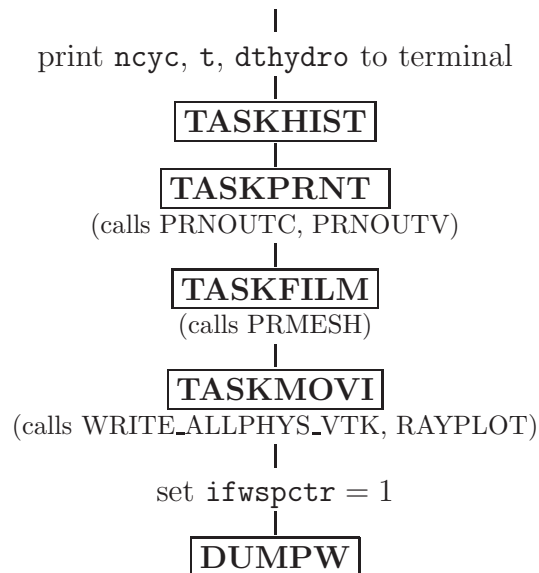 print ncyc, t, dthydro to terminal
TASKHIST
TASKPRNT
(calls PRNOUTC, PRNOUTV)
TASKFILM
(calls PRMESH)
TASKMOVI
(calls WRITE_ALLPHYS_VTK, RAYPLOT)
set ifwspctr = 1
DUMPW